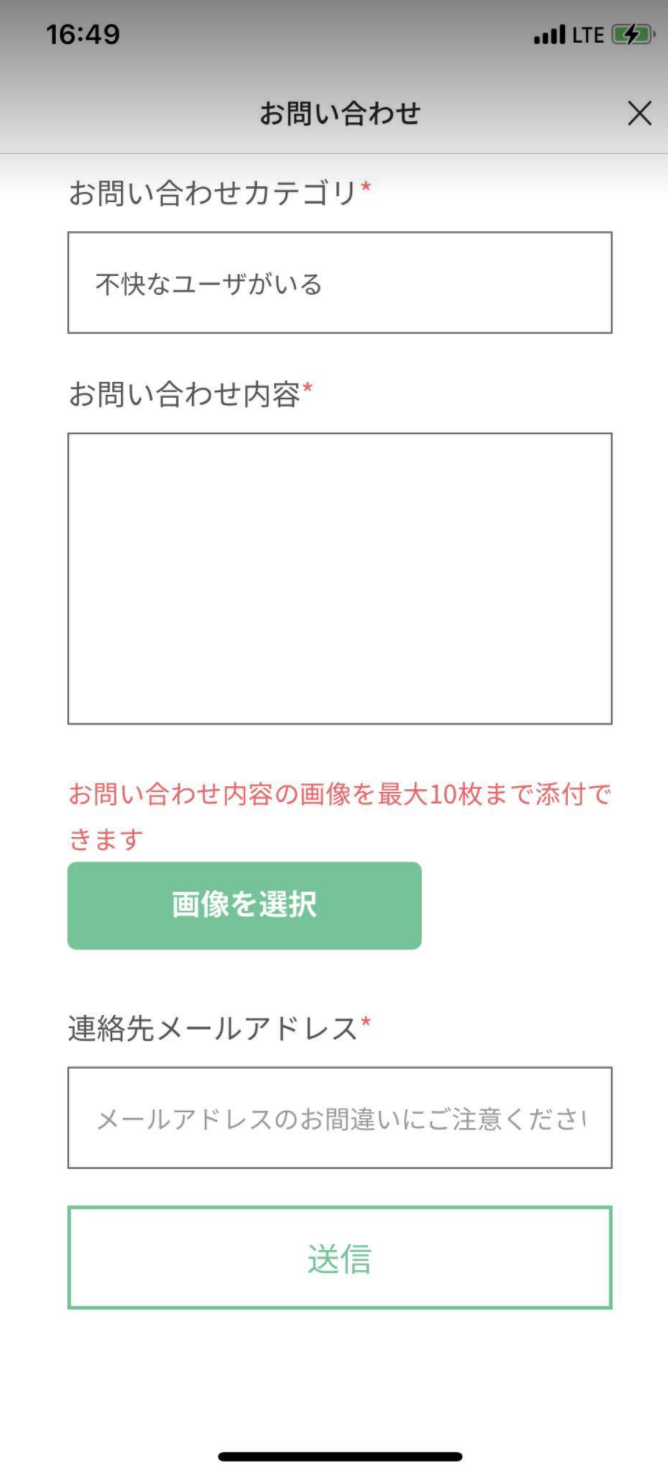 16:49
LTE
お問い合わせ
お問い合わせカテゴリ*
不快なユーザがいる
お問い合わせ内容*
お問い合わせ内容の画像を最大10枚まで添付で
きます
画像を選択
連絡先メールアドレス*
メールアドレスのお間違いにご注意くださ
送信